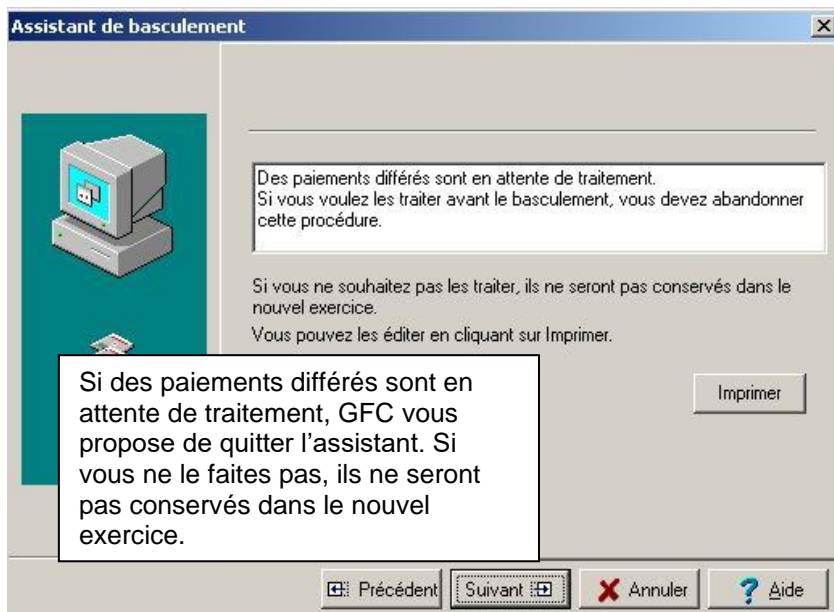 Assistant de basculement
Des paiements différés sont en attente de traitement.
Si vous voulez les traiter avant le basculement, vous devez abandonner
cette procédure.
Si vous ne souhaitez pas les traiter, ils ne seront pas conservés dans le
nouvel exercice.
Vous pouvez les éditer en cliquant sur Imprimer.
Imprimer
Si des paiements différés sont en
attente de traitement, GFC vous
propose de quitter l’assistant. Si
vous ne le faites pas, ils ne seront
pas conservés dans le nouvel
exercice.
Précédent Suivant Annuler Aide